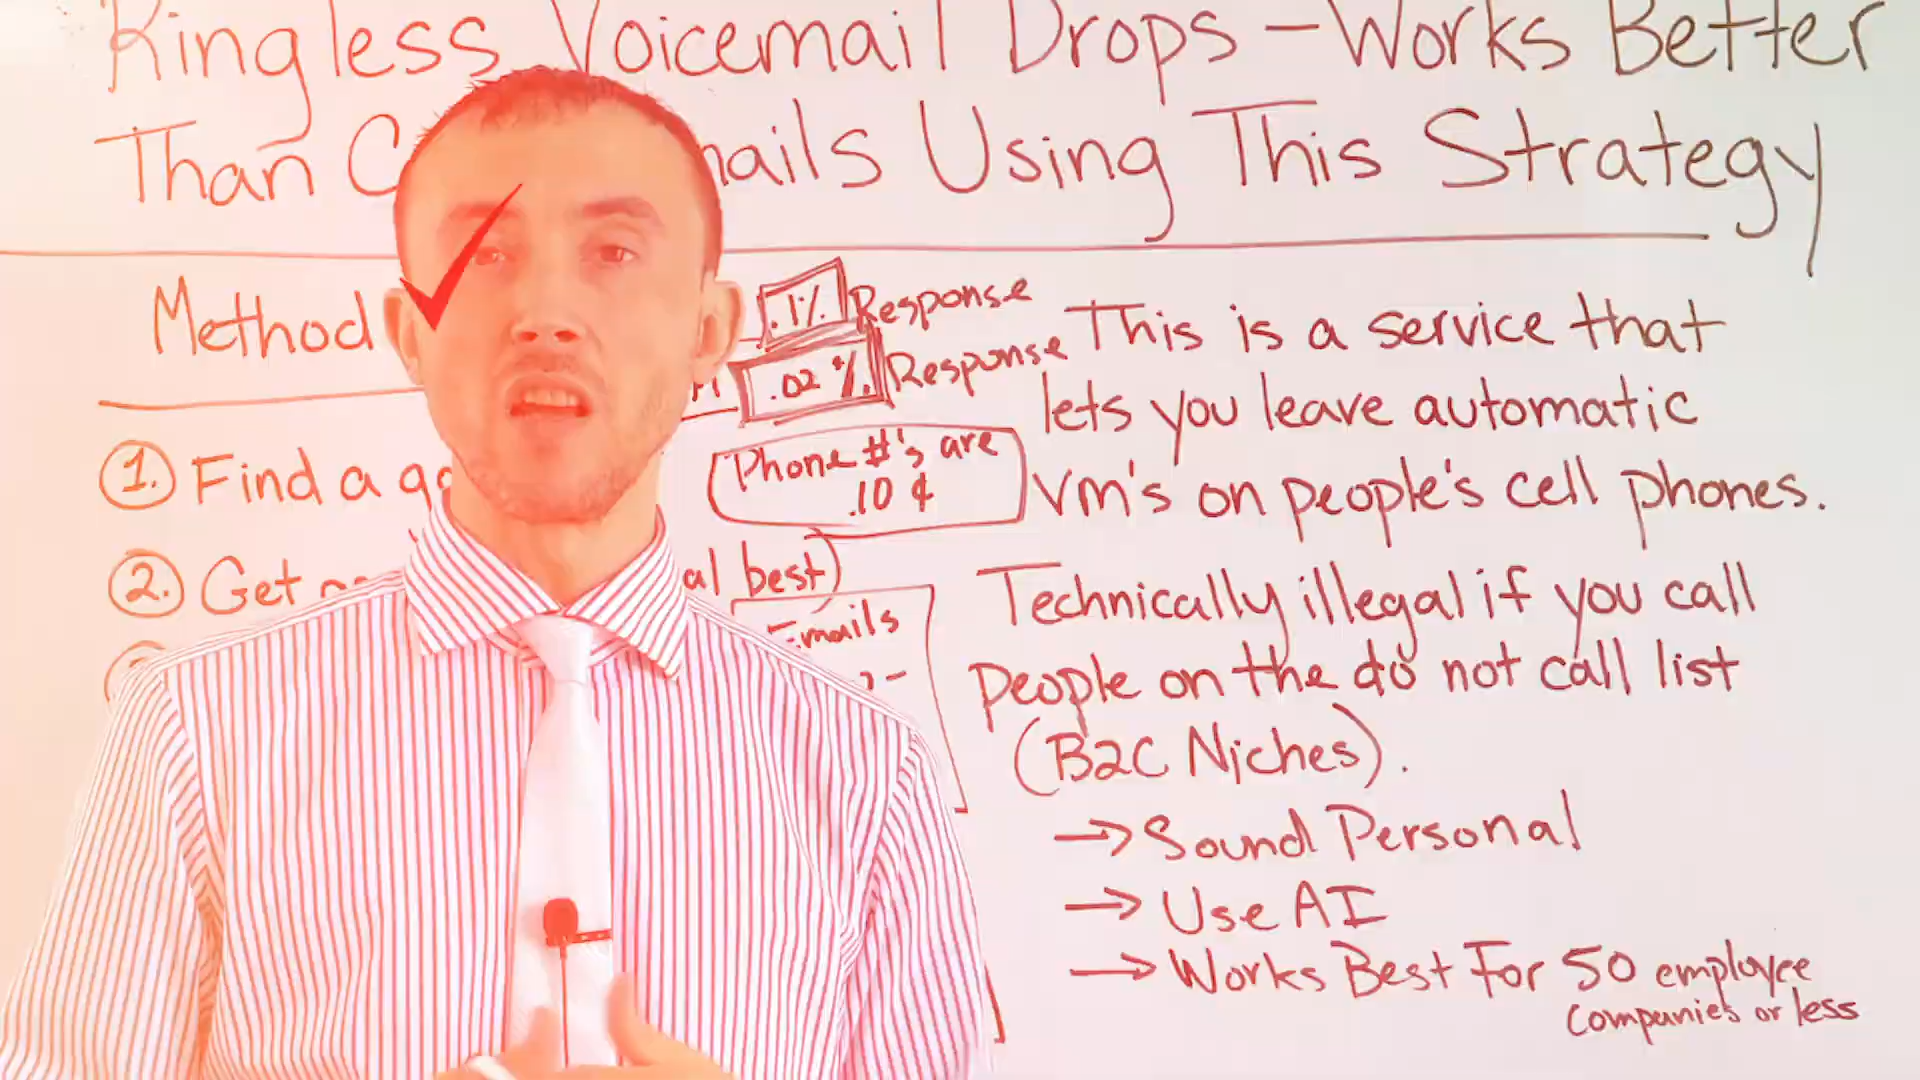 Ringless Voicemail Drops - Works Better
Than mails Using This Strategy
Method
.1% Response
.02% Response
1. Find a
Phone #'s are
.10 ¢
2. Get al best)
Emails
This is a service that
lets you leave automatic
VM's on people's cell phones.
Technically illegal if you call
people on the do not call list
(B2C Niches).
→ Sound Personal
→ Use AI
→ Works Best For 50 employee
companies or less